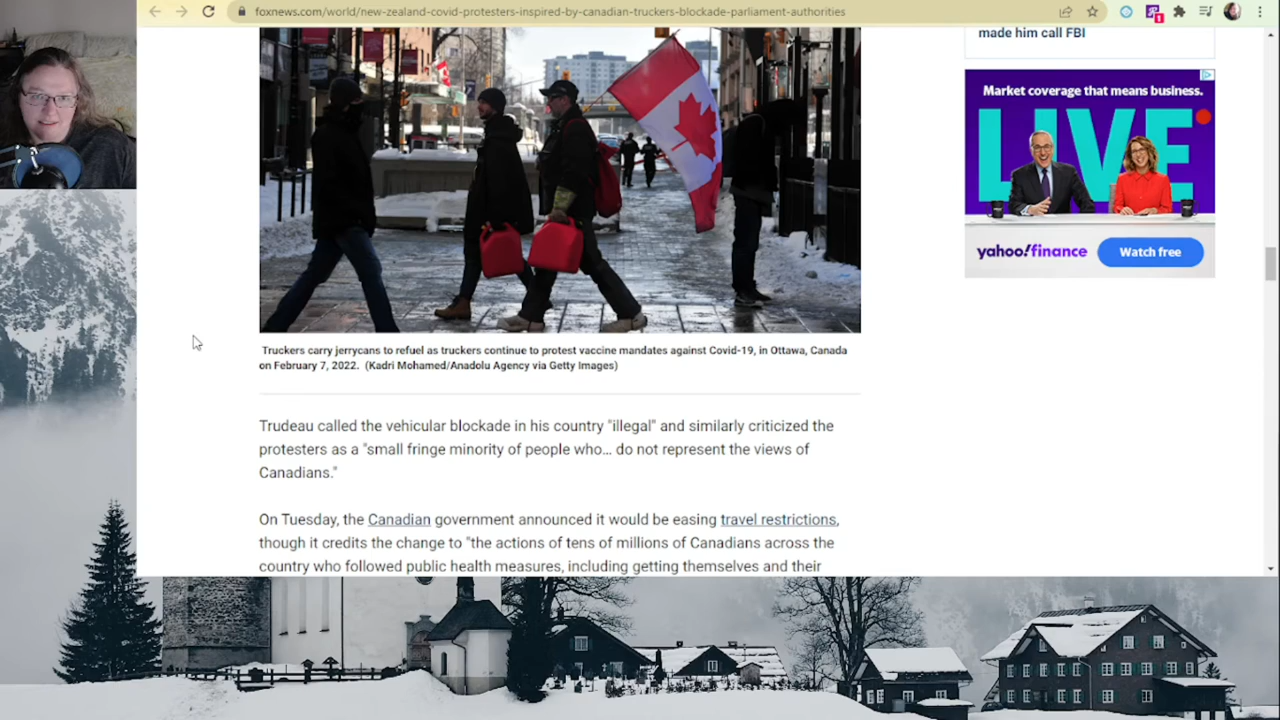 foxnews.com/world/new-zealand-covid-protesters-inspired-by-canadian-truckers-blockade-parliament-authorities
made him call FBI
Market coverage that means business.
LIVE
yahoo!finance
Watch free
Truckers carry jerrycans to refuel as truckers continue to protest vaccine mandates against Covid-19, in Ottawa, Canada
on February 7, 2022. (Kadri Mohamed/Anadolu Agency via Getty Images)
Trudeau called the vehicular blockade in his country "illegal" and similarly criticized the
protesters as a "small fringe minority of people who... do not represent the views of
Canadians."
On Tuesday, the Canadian government announced it would be easing travel restrictions,
though it credits the change to "the actions of tens of millions of Canadians across the
country who followed public health measures, including getting themselves and their